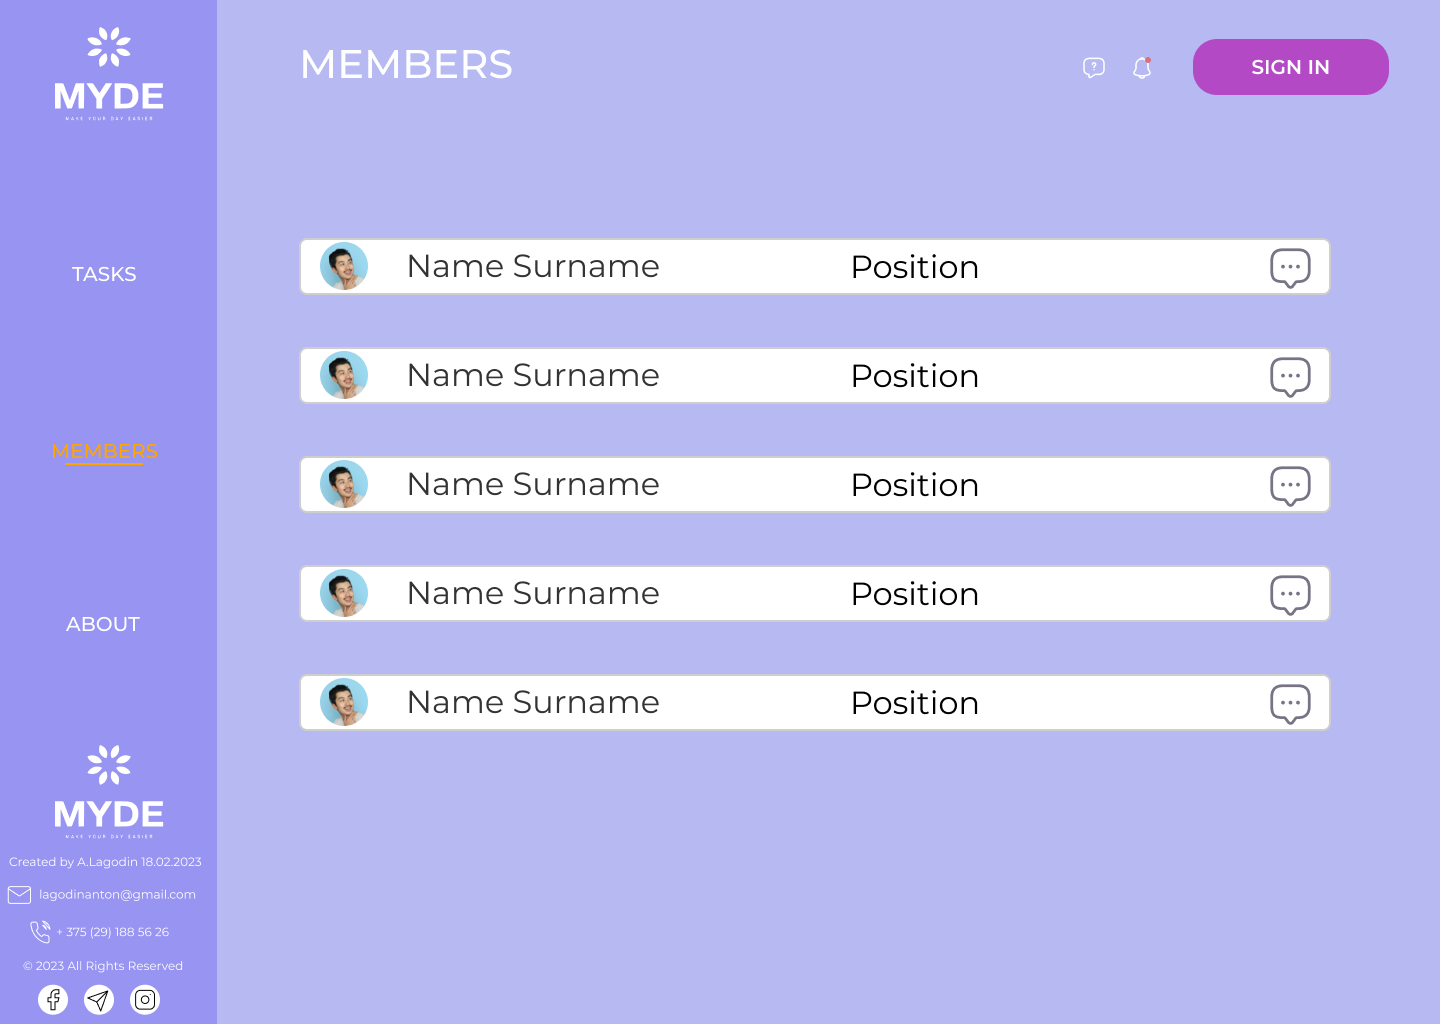 MYDE
MAKE YOUR DAY EASIER
MEMBERS
?
SIGN IN
TASKS
MEMBERS
ABOUT
Name Surname Position
Name Surname Position
Name Surname Position
Name Surname Position
Name Surname Position
MYDE
MAKE YOUR DAY EASIER
Created by A.Lagodin 18.02.2023
lagodinanton@gmail.com
+ 375 (29) 188 56 26
© 2023 All Rights Reserved